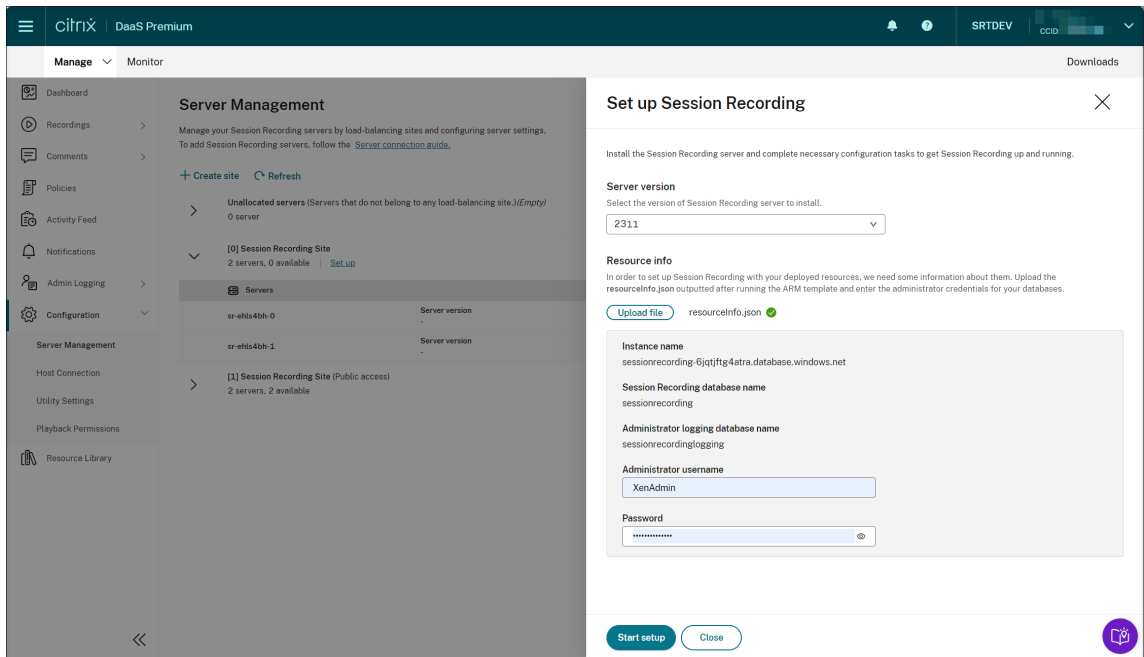 citrix DaaS Premium SRTDEV CCID:
Manage Monitor Downloads
Dashboard
Recordings
Comments
Policies
Activity Feed
Notifications
Admin Logging
Configuration
Server Management
Host Connection
Utility Settings
Playback Permissions
Resource Library
Server Management
Manage your Session Recording servers by load-balancing sites and configuring server settings.
To add Session Recording servers, follow the Server connection guide.
Create site Refresh
Unallocated servers (Servers that do not belong to any load-balancing site.)(Empty)
0 server
[0] Session Recording Site
2 servers, 0 available Set up
Servers
sr-ehls4bh-0 Server version
-
sr-ehls4bh-1 Server version
-
[1] Session Recording Site (Public access)
2 servers, 2 available
Set up Session Recording
Install the Session Recording server and complete necessary configuration tasks to get Session Recording up and running.
Server version
Select the version of Session Recording server to install.
2311
Resource info
In order to set up Session Recording with your deployed resources, we need some information about them. Upload the
resourceInfo.json outputted after running the ARM template and enter the administrator credentials for your databases.
Upload file resourceInfo.json
Instance name
sessionrecording-6jqtjftg4atra.database.windows.net
Session Recording database name
sessionrecording
Administrator logging database name
sessionrecordinglogging
Administrator username
XenAdmin
Password
••••••••••••••
Start setup Close